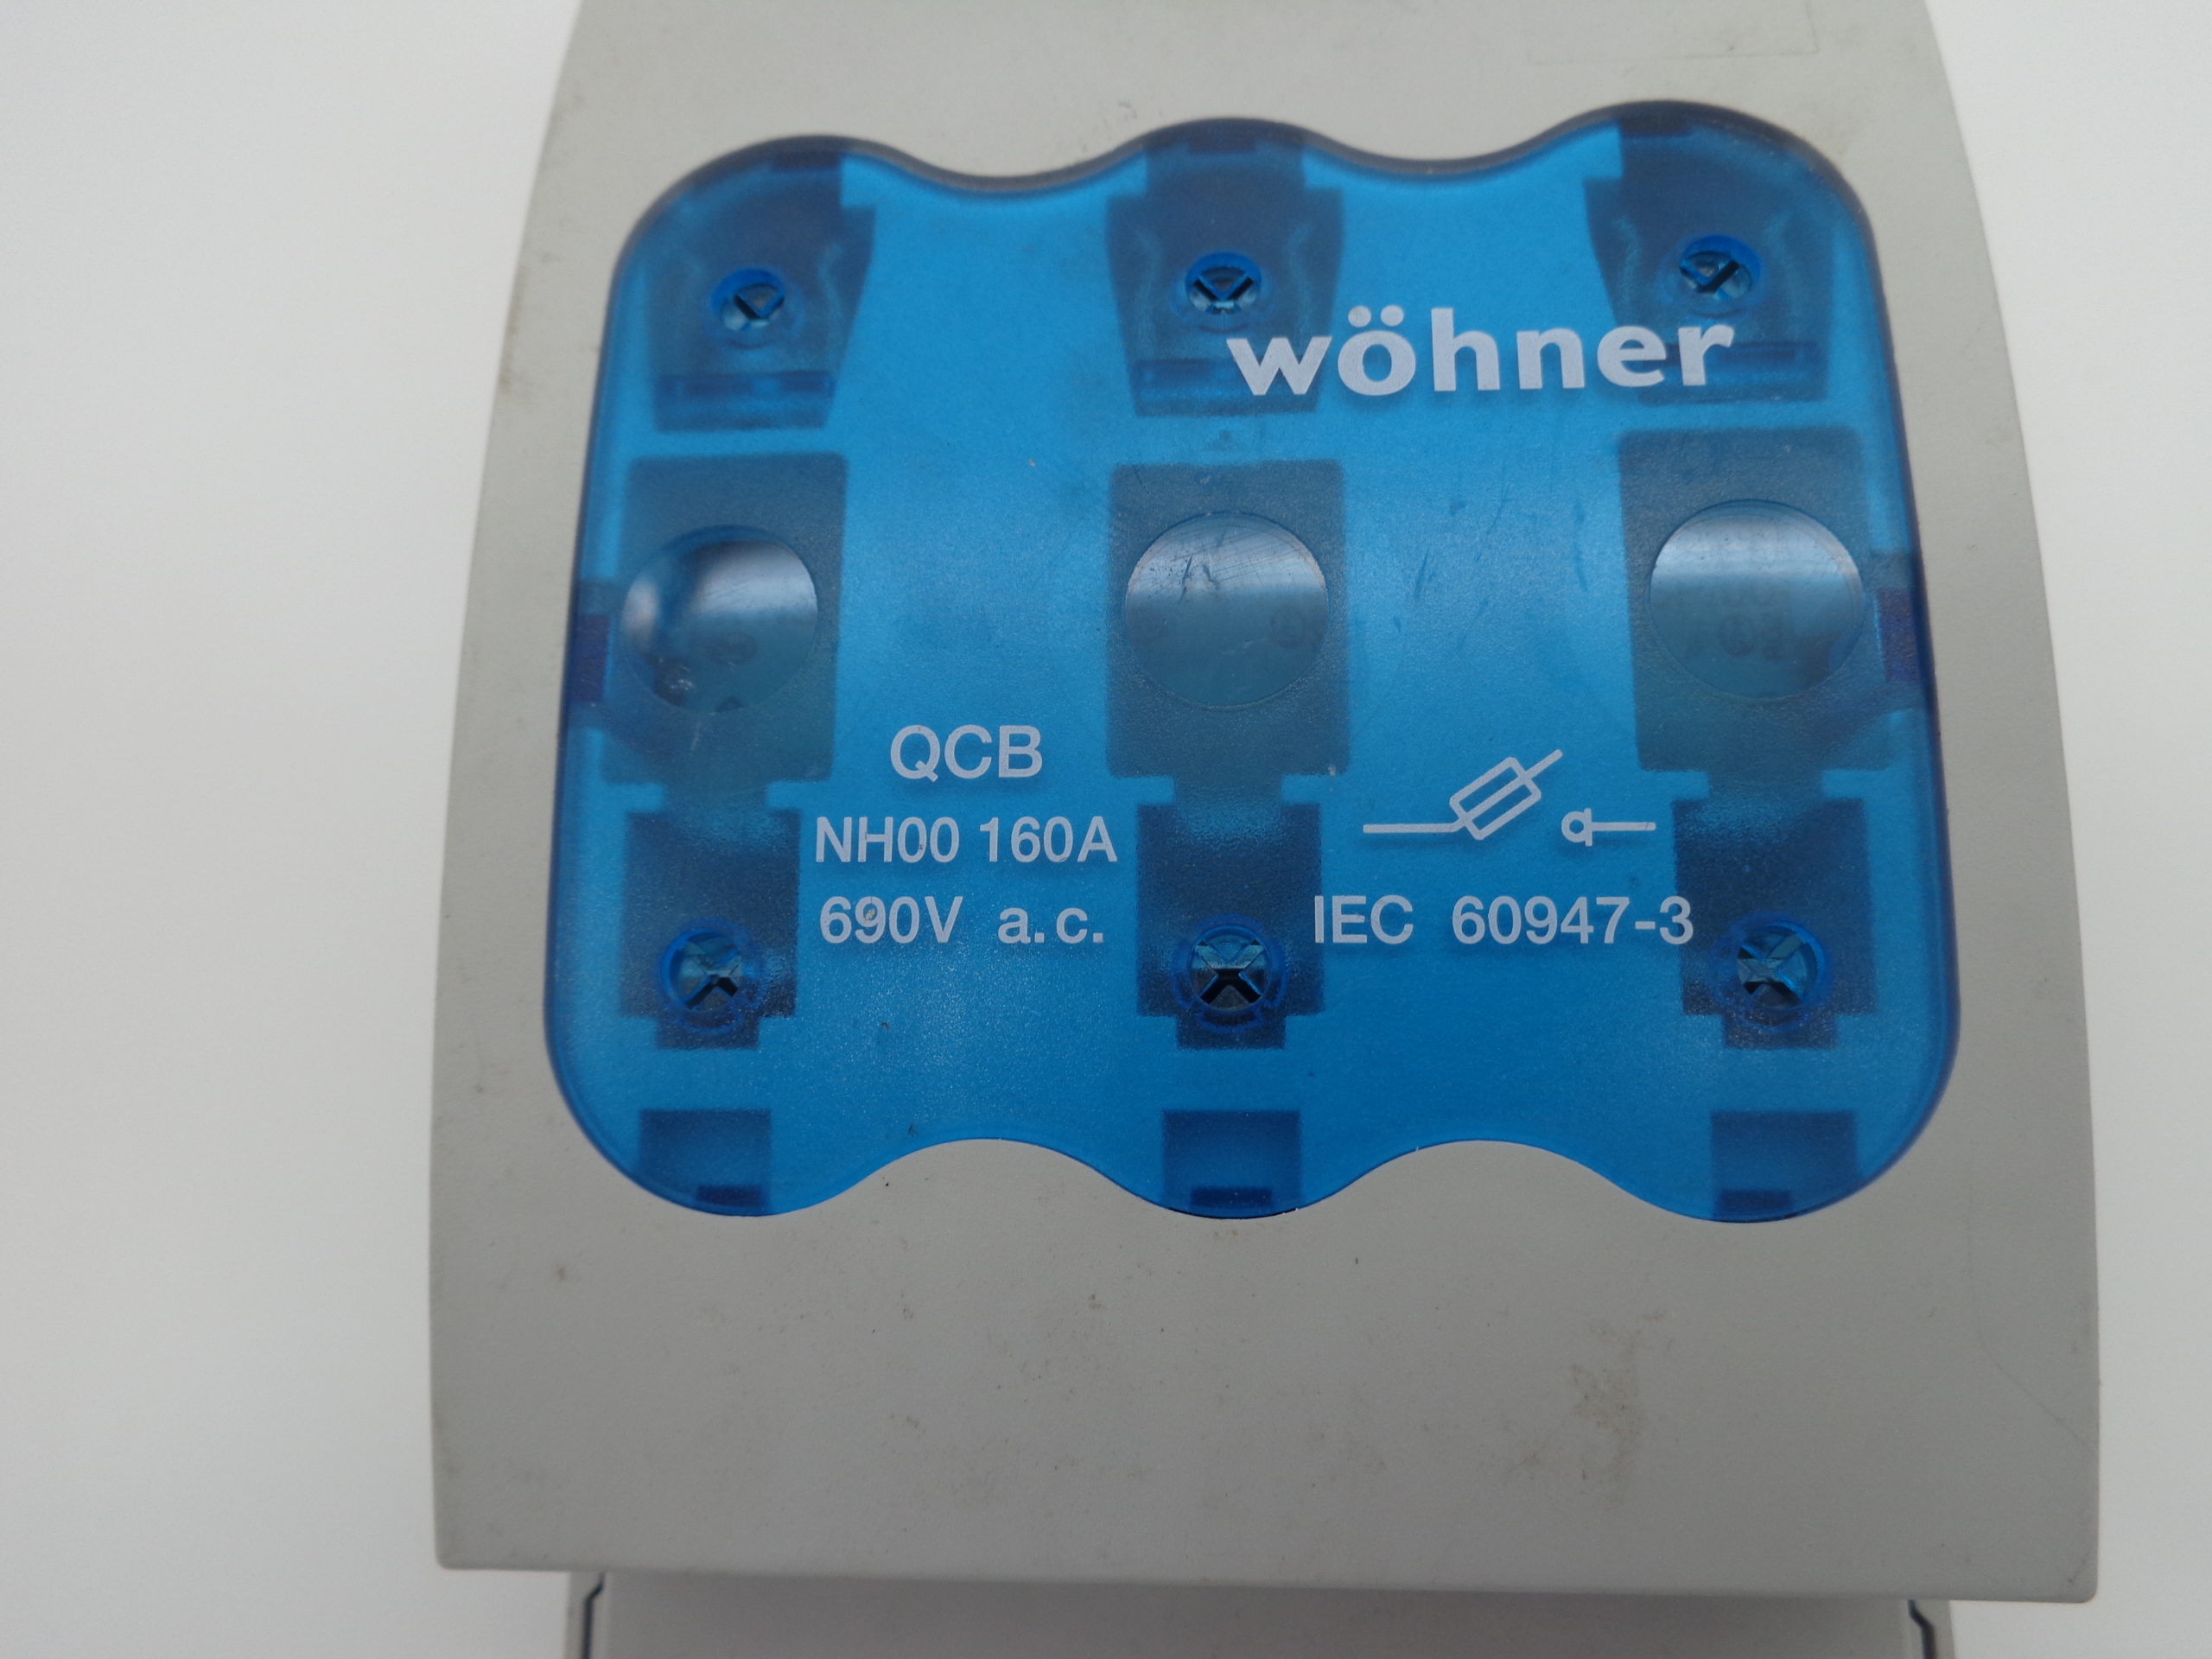 wöhner
QCB
NH00 160A
690V a.c.
IEC 60947-3